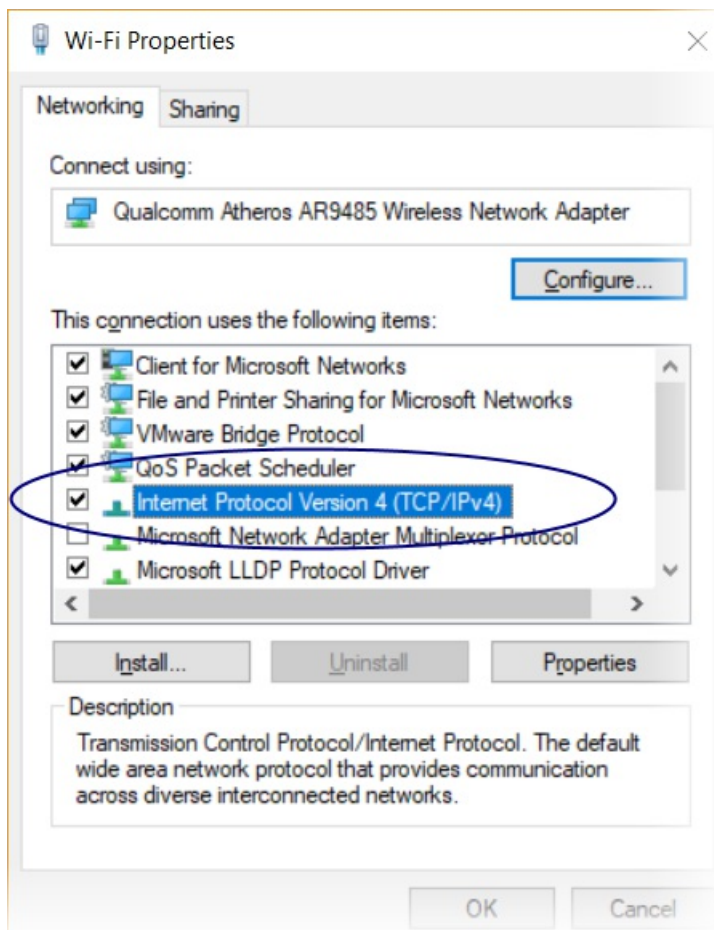 Wi-Fi Properties
Networking
Sharing
Connect using:
Qualcomm Atheros AR9485 Wireless Network Adapter
Configure...
This connection uses the following items:
Client for Microsoft Networks
File and Printer Sharing for Microsoft Networks
VMware Bridge Protocol
QoS Packet Scheduler
Internet Protocol Version 4 (TCP/IPv4)
Microsoft Network Adapter Multiplexor Protocol
Microsoft LLDP Protocol Driver
Install...
Uninstall
Properties
Description
Transmission Control Protocol/Internet Protocol. The default
wide area network protocol that provides communication
across diverse interconnected networks.
OK
Cancel